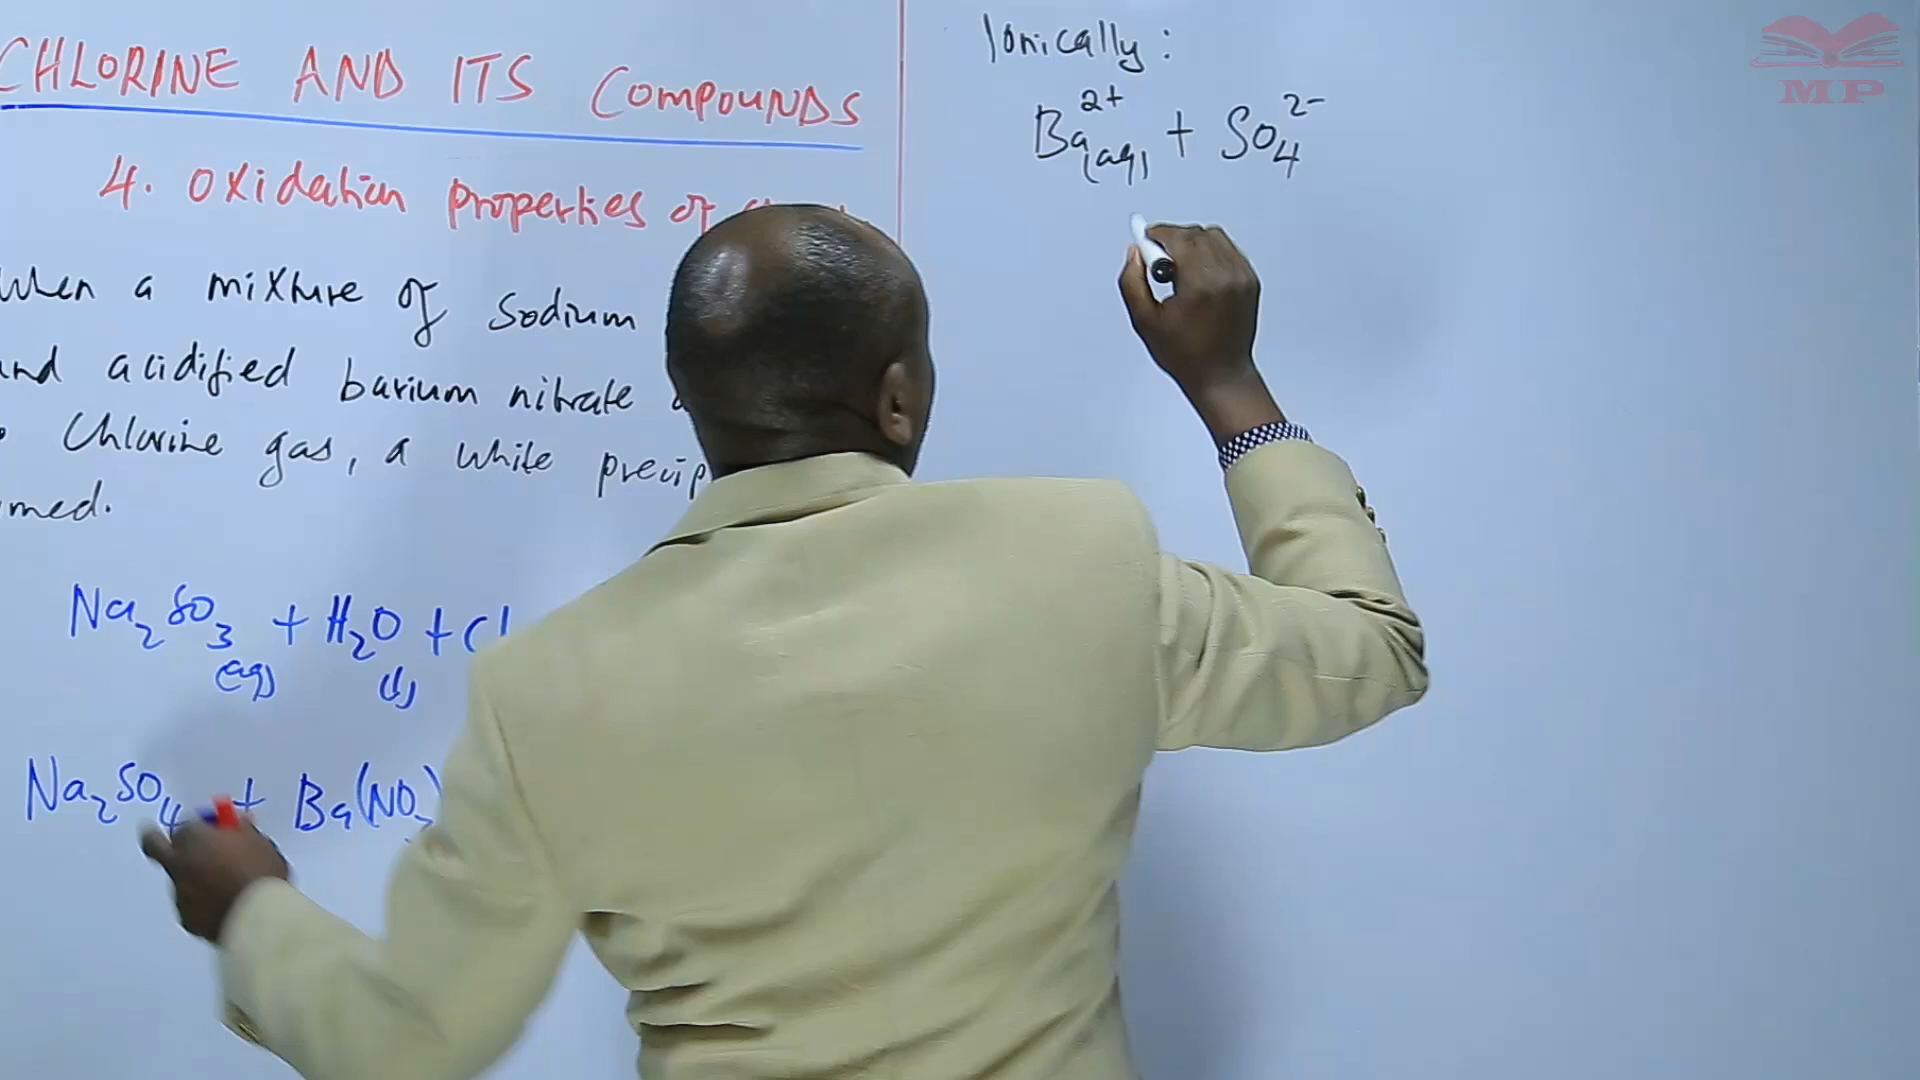 CHLORINE AND ITS COMPOUNDS
4. Oxidation properties of
when a mixture of Sodium
and acidified barium nitrate
Chlorine gas, a white precip
med.
Na₂SO₃ + H₂O + Cl
(aq) (l)
Na₂SO₄ + Ba(NO₃)
Ionically:
Ba²⁺(aq) + SO₄²⁻
MP